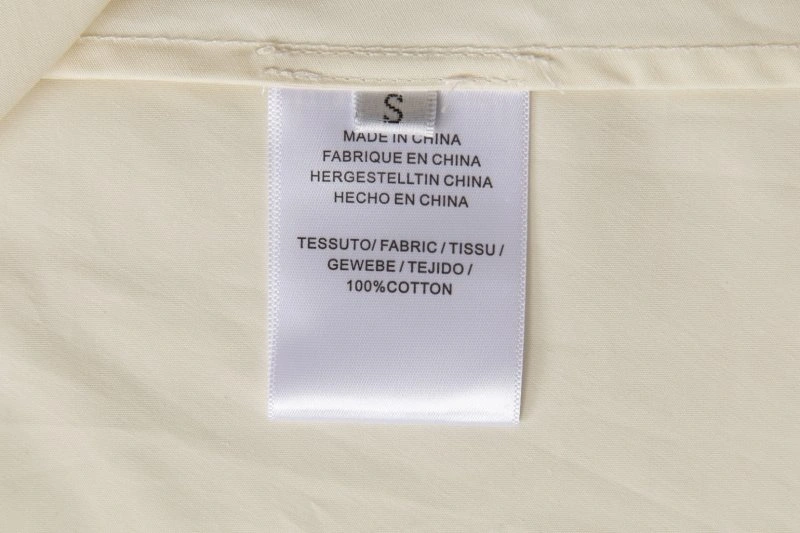 S
MADE IN CHINA
FABRIQUE EN CHINA
HERGESTELLTIN CHINA
HECHO EN CHINA
TESSUTO/ FABRIC / TISSU /
GEWEBE / TEJIDO /
100%COTTON